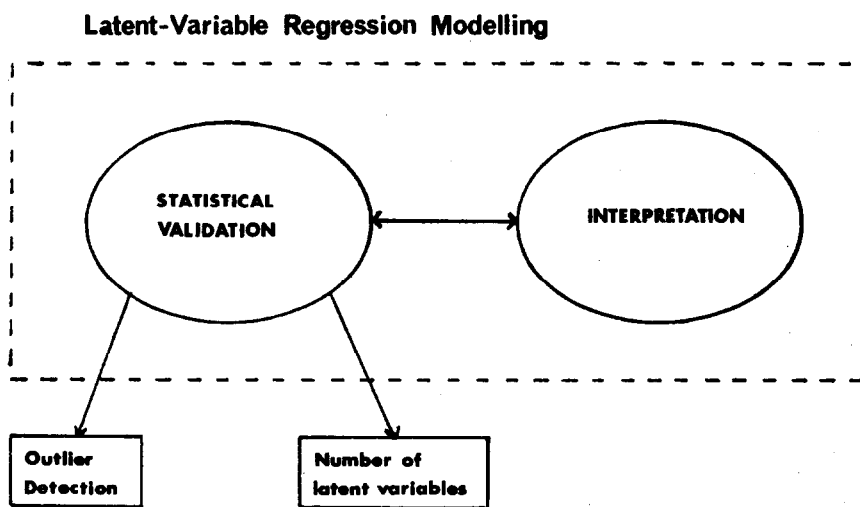 Latent-Variable Regression Modelling
STATISTICAL
VALIDATION
INTERPRETATION
Outlier
Detection
Number of
latent variables